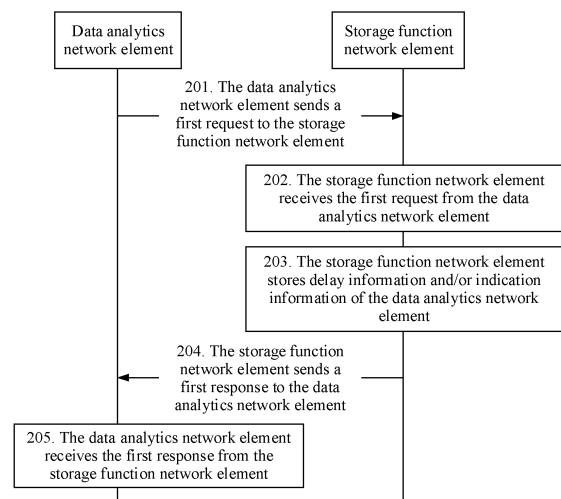 Data analytics
network element
Storage function
network element
201. The data analytics
network element sends a
first request to the storage
function network element
202. The storage function network element
receives the first request from the data
analytics network element
203. The storage function network element
stores delay information and/or indication
information of the data analytics network
element
204. The storage function
network element sends a
first response to the data
analytics network element
205. The data analytics network element
receives the first response from the
storage function network element